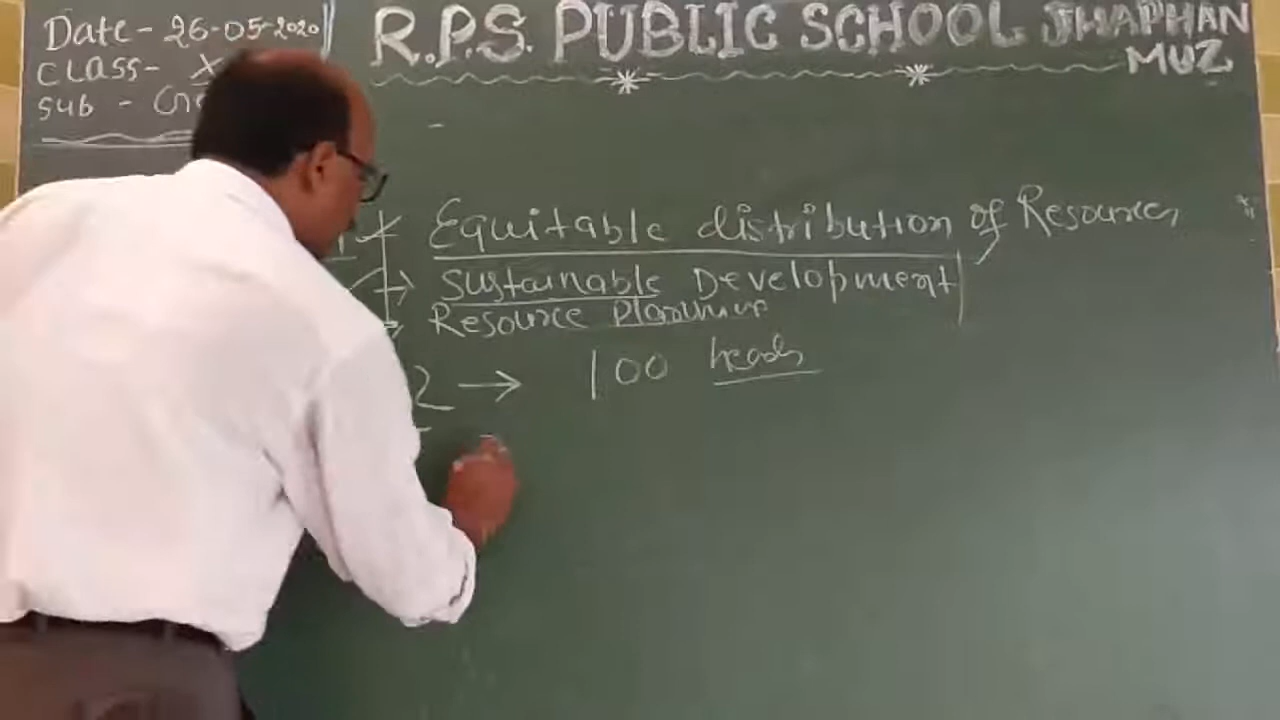 Date - 26-05-2020
CLASS - X
Sub -
R.P.S. PUBLIC SCHOOL JHAPHAN
MUZ
* Equitable distribution of Resources
→ Sustainable Development
Resource Planning
2 → 100 heads